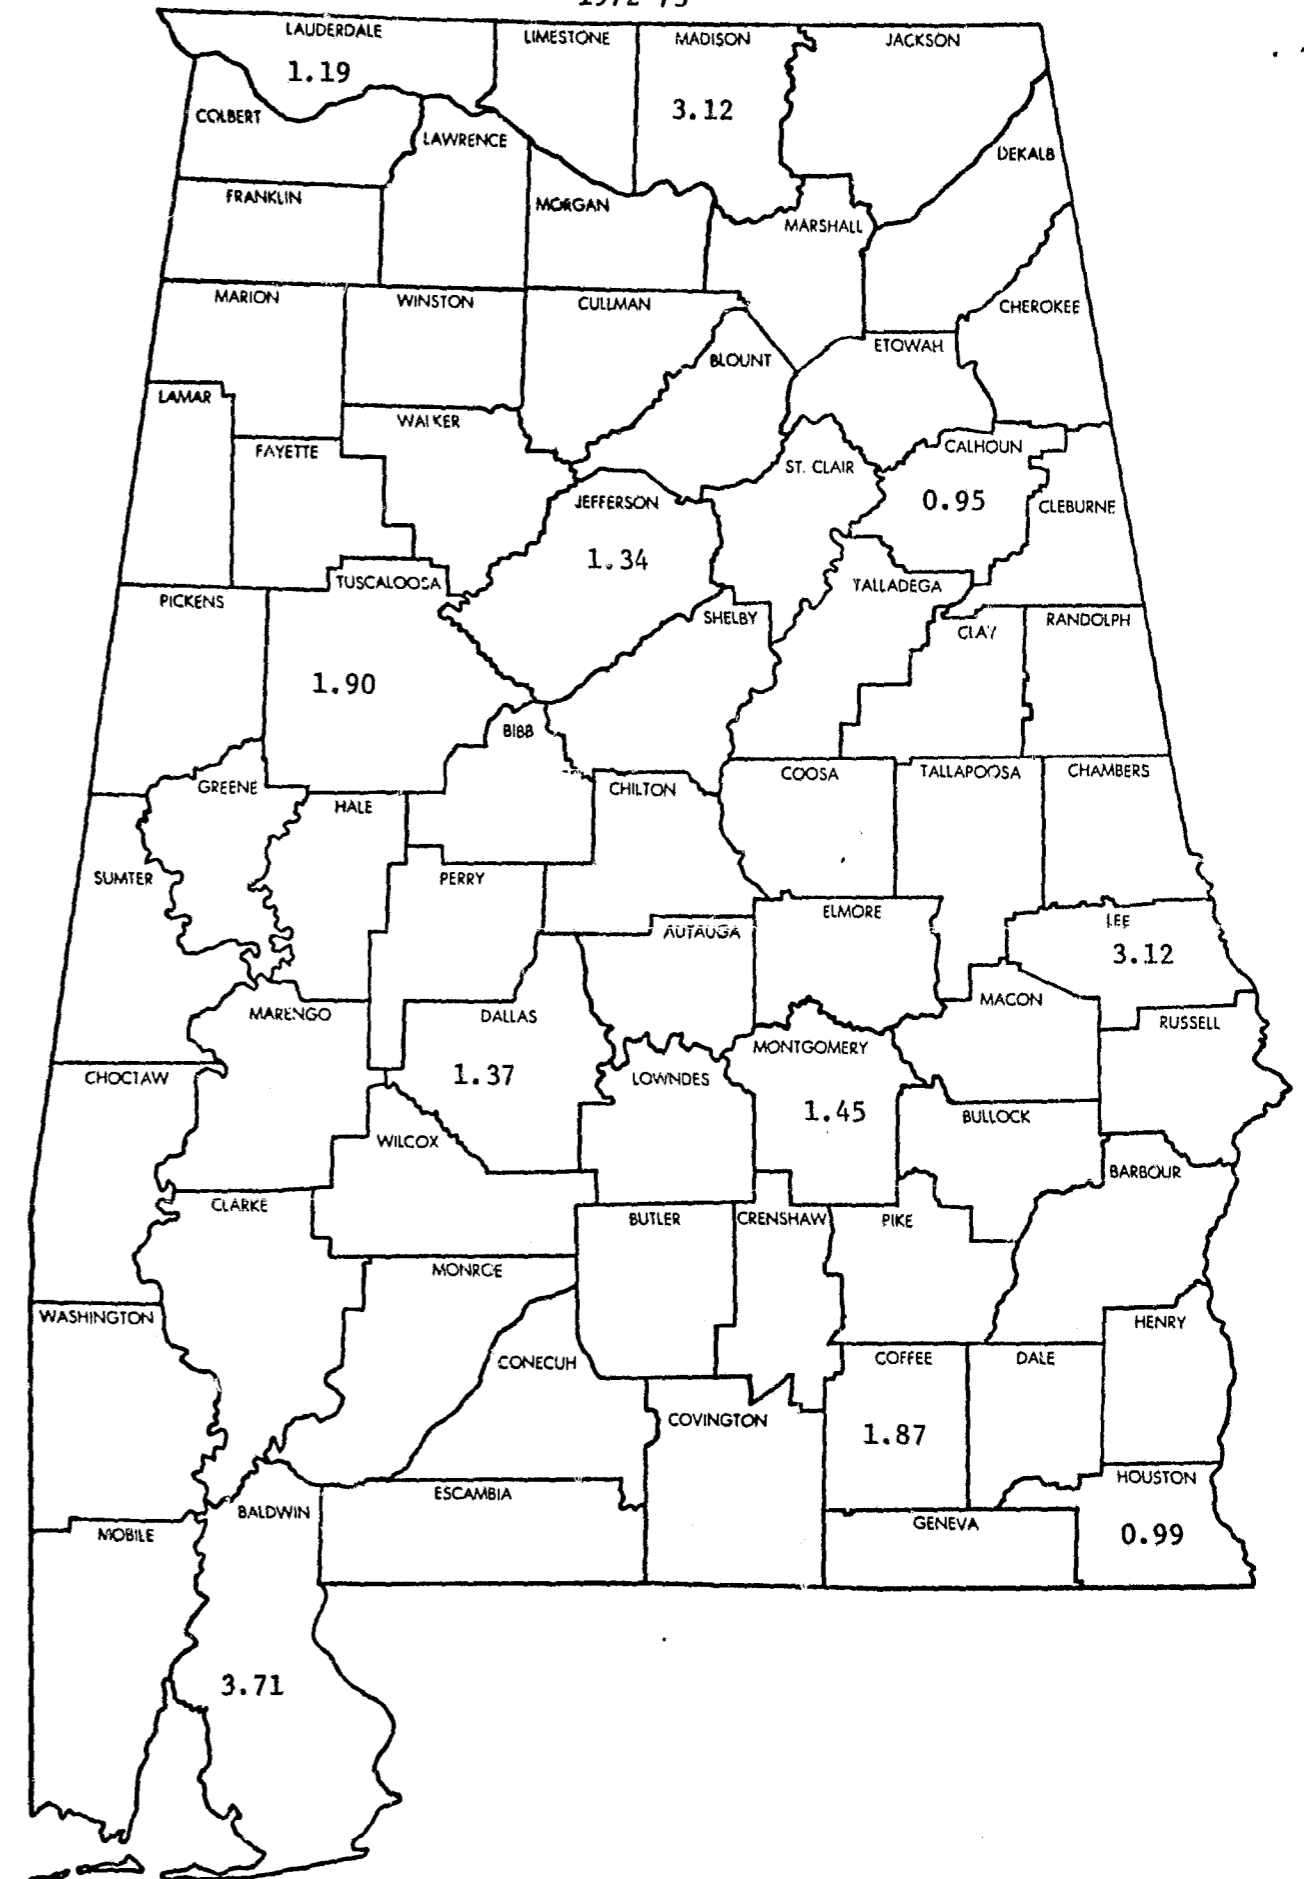 1972-73
LAUDERDALE
LIMESTONE
MADISON
JACKSON
1.19
3.12
COLBERT
LAWRENCE
DEKALB
FRANKLIN
MORGAN
MARSHALL
MARION
WINSTON
CULLMAN
CHEROKEE
BLOUNT
ETOWAH
LAMAR
WALKER
FAYETTE
CALHOUN
ST. CLAIR
JEFFERSON
0.95
CLEBURNE
1.34
TUSCALOOSA
TALLADEGA
PICKENS
SHELBY
CLAY
RANDOLPH
1.90
BIBB
COOSA
TALLAPOOSA
CHAMBERS
GREENE
HALE
CHILTON
SUMTER
PERRY
ELMORE
LEE
AUTAUGA
3.12
MARENGO
DALLAS
MACON
RUSSELL
MONTGOMERY
CHOCTAW
1.37
LOWNDES
1.45
BULLOCK
WILCOX
BARBOUR
CLARKE
BUTLER
CRENSHAW
PIKE
MONROE
WASHINGTON
HENRY
CONECUH
COFFEE
DALE
COVINGTON
1.87
HOUSTON
ESCAMBIA
BALDWIN
GENEVA
MOBILE
0.99
3.71